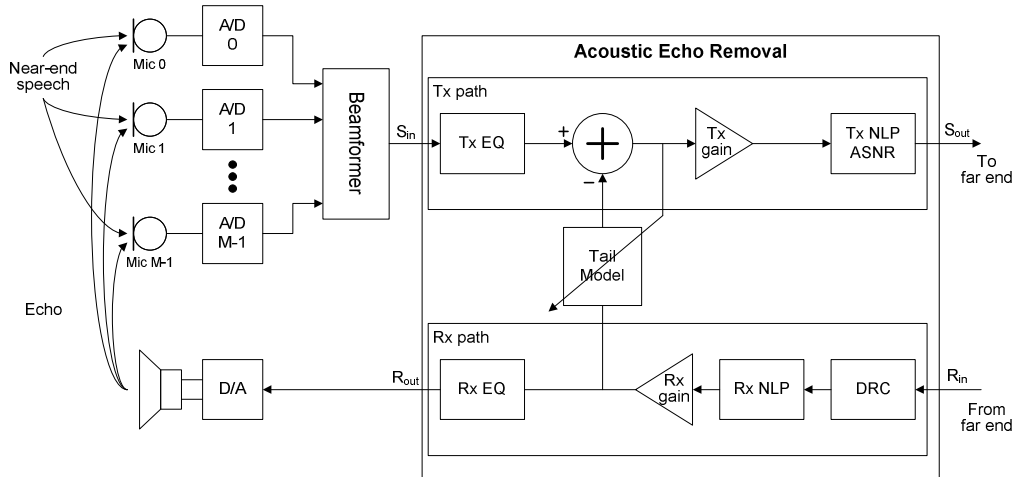 Acoustic Echo Removal
Near-end
speech
Mic 0
A/D
0
Mic 1
A/D
1
Mic M-1
A/D
M-1
Beamformer
S_in
Tx path
Tx EQ
+
−
Tx
gain
Tx NLP
ASNR
S_out
To
far end
Tail
Model
Echo
D/A
R_out
Rx path
Rx EQ
Rx
gain
Rx NLP
DRC
R_in
From
far end